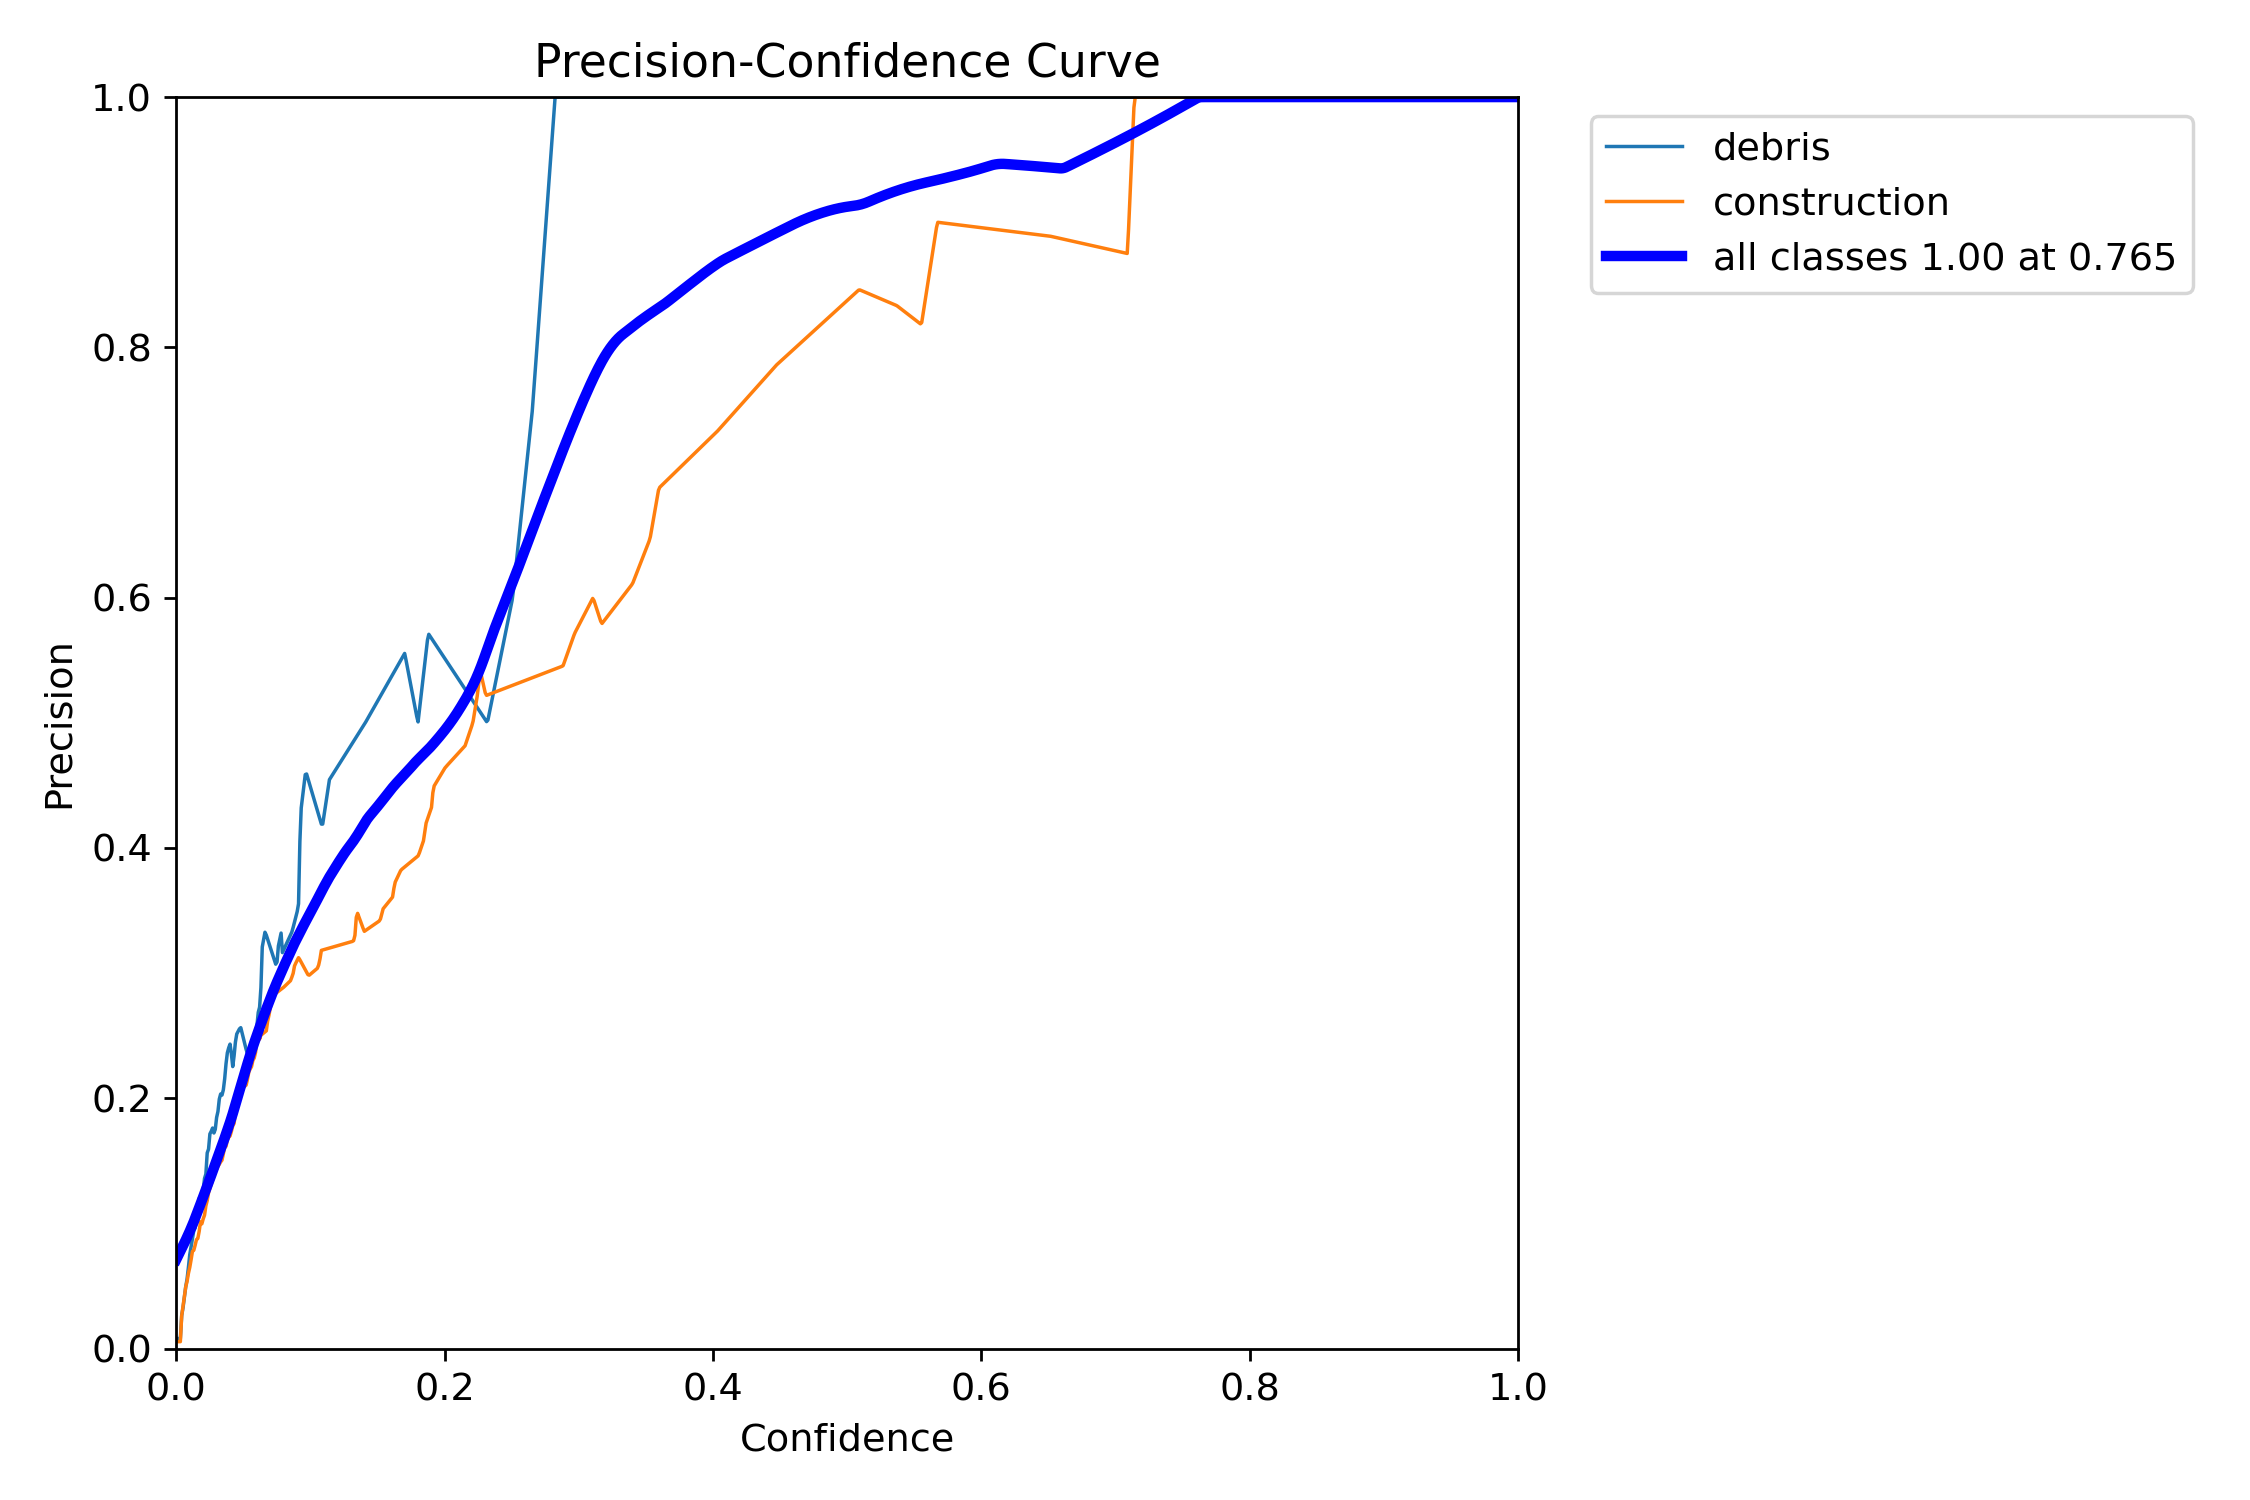 Precision-Confidence Curve
1.0
0.8
0.6
0.4
0.2
0.0
Precision
0.0 0.2 0.4 0.6 0.8 1.0
Confidence
debris
construction
all classes 1.00 at 0.765